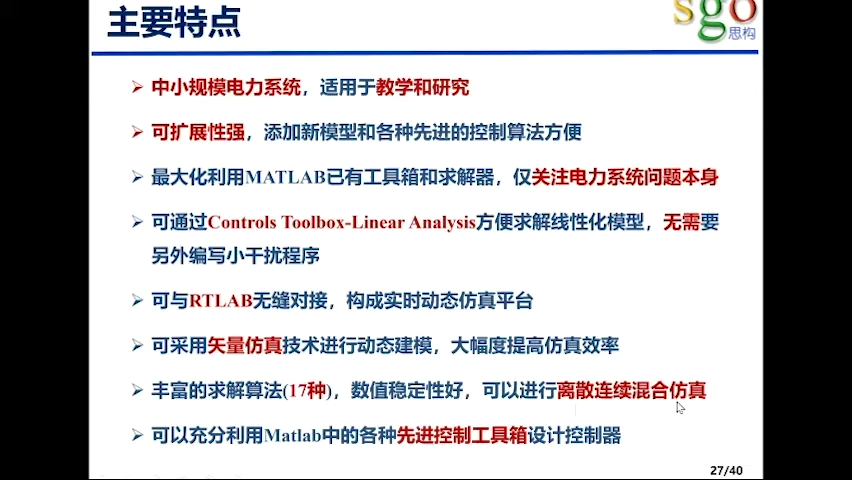 主要特点
sgo
思构
中小规模电力系统，适用于教学和研究
可扩展性强，添加新模型和各种先进的控制算法方便
最大化利用MATLAB已有工具箱和求解器，仅关注电力系统问题本身
可通过Controls Toolbox-Linear Analysis方便求解线性化模型，无需要
另外编写小干扰程序
可与RTLAB无缝对接，构成实时动态仿真平台
可采用矢量仿真技术进行动态建模，大幅度提高仿真效率
丰富的求解算法(17种)，数值稳定性好，可以进行离散连续混合仿真
可以充分利用Matlab中的各种先进控制工具箱设计控制器
27/40